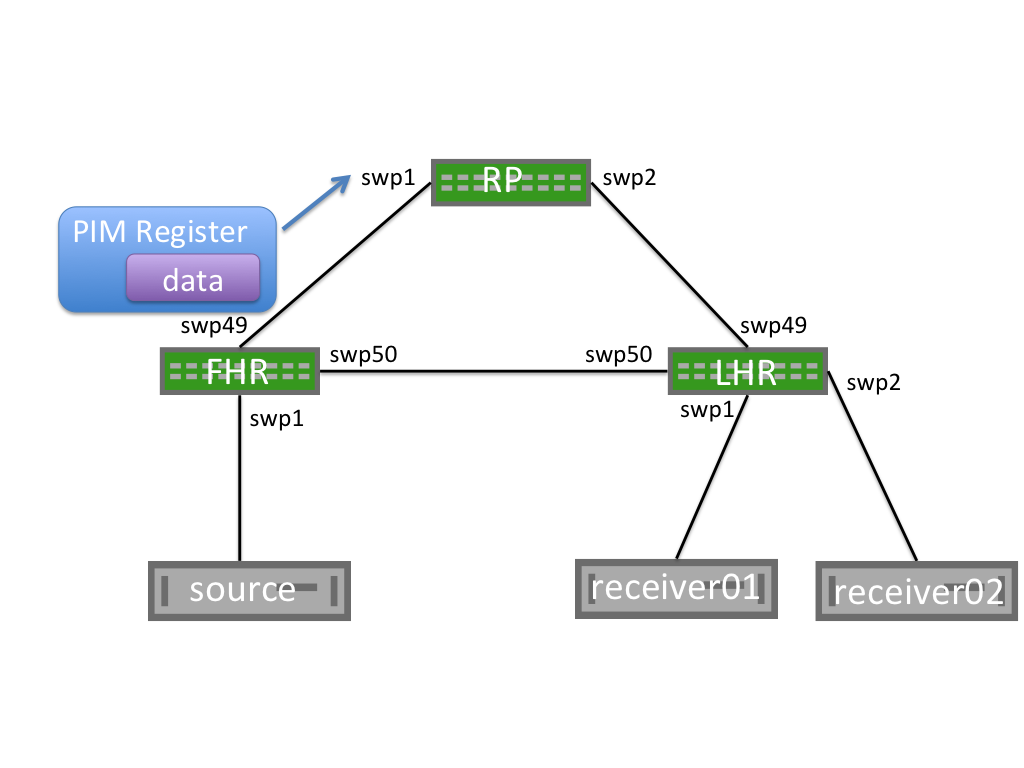 swp1
RP
swp2
PIM Register
data
swp49
swp49
FHR
swp50
swp50
LHR
swp2
swp1
swp1
source
receiver01
receiver02